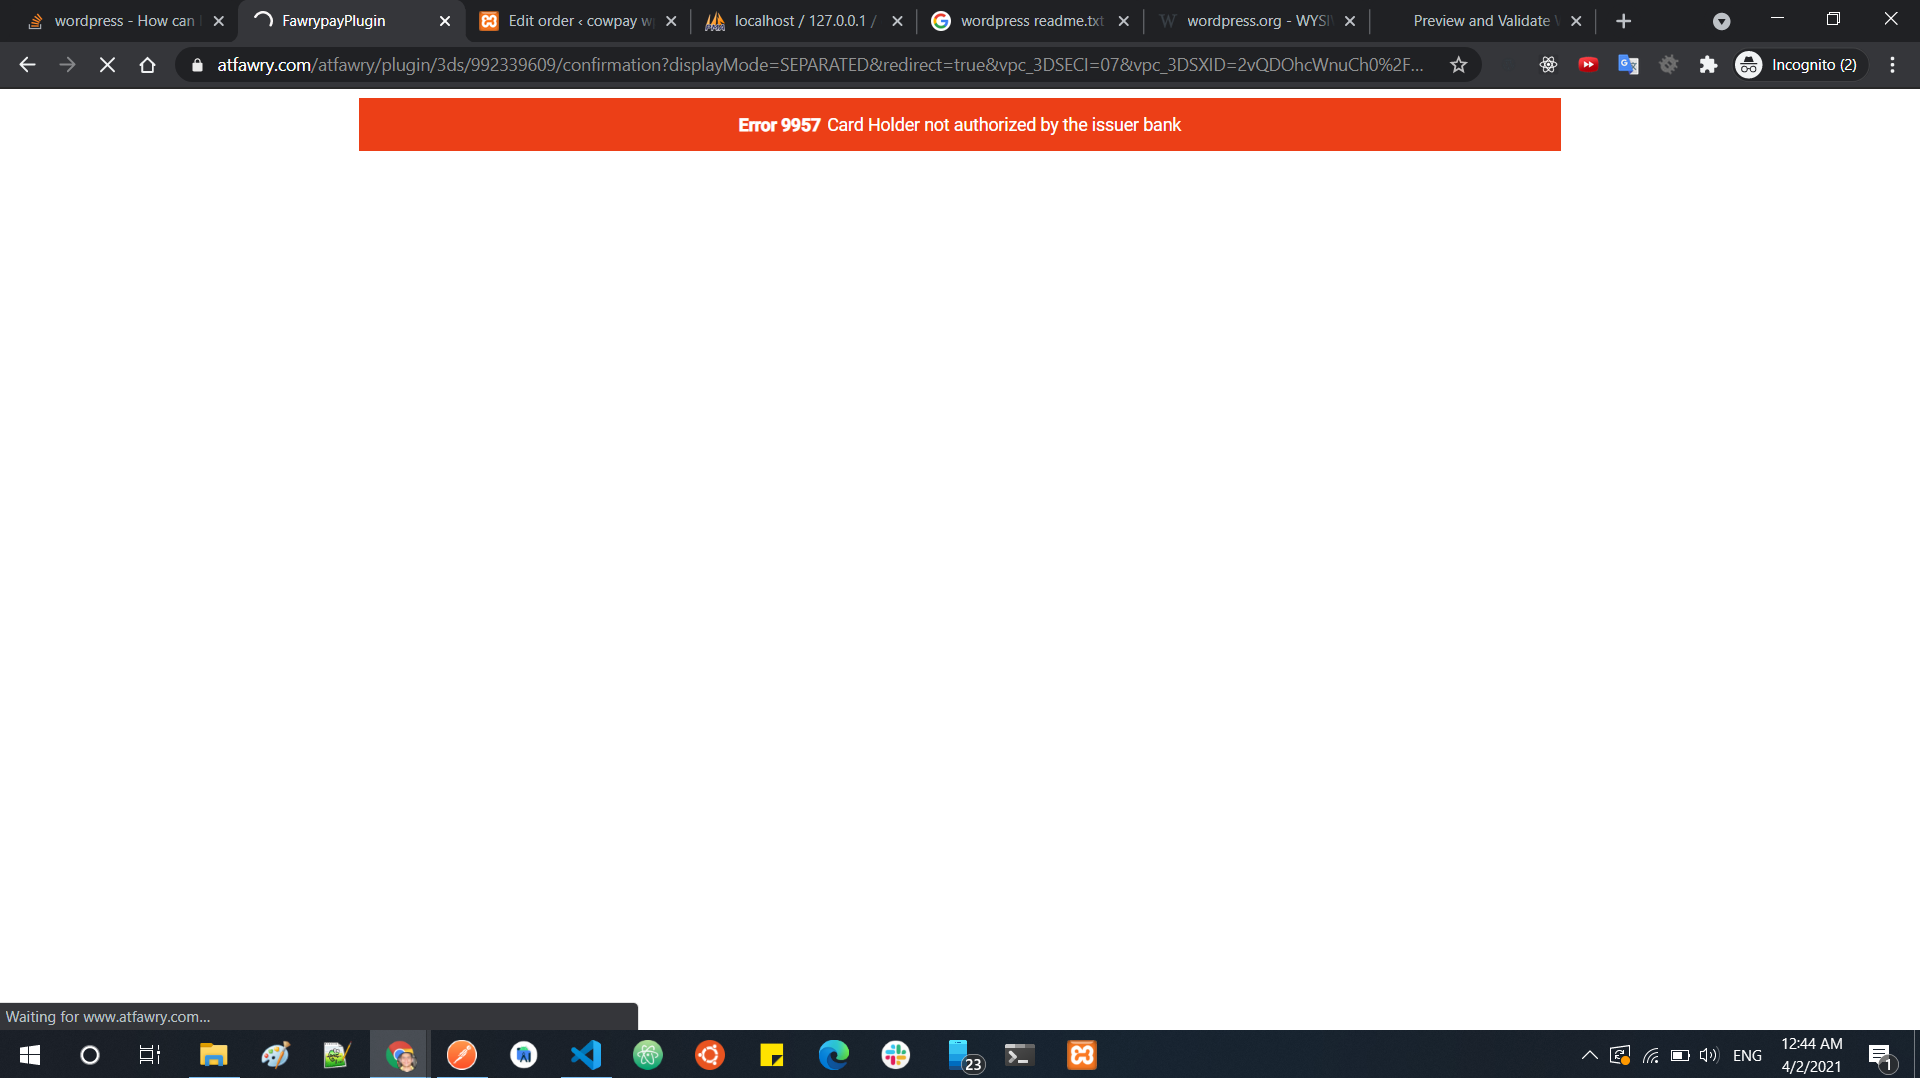 wordpress - How can
FawrypayPlugin
Edit order ‹ cowpay w
localhost / 127.0.0.1 /
wordpress readme.txt
wordpress.org - WYSI
Preview and Validate
atfawry.com/atfawry/plugin/3ds/992339609/confirmation?displayMode=SEPARATED&redirect=true&vpc_3DSECI=07&vpc_3DSXID=2vQDOhcWnuCh0%2F...
Incognito (2)
Error 9957 Card Holder not authorized by the issuer bank
Waiting for www.atfawry.com...
23
ENG
12:44 AM
4/2/2021
1